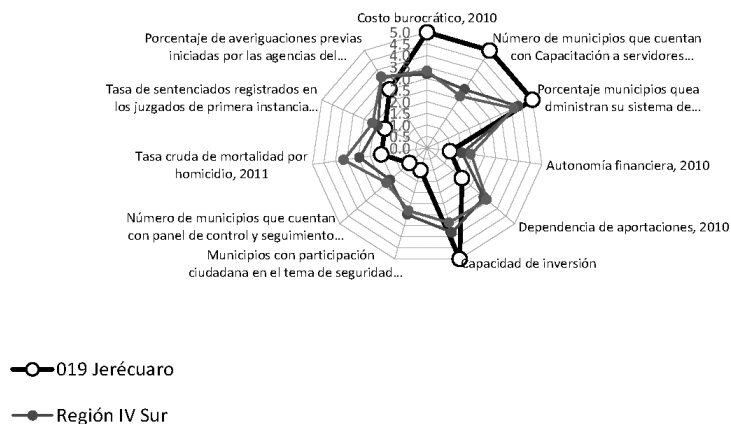 Costo burocrático, 2010
Número de municipios que cuentan
con Capacitación a servidores...
Porcentaje municipios quea
dministran su sistema de...
Autonomía financiera, 2010
Dependencia de aportaciones, 2010
Capacidad de inversión
Municipios con participación
ciudadana en el tema de seguridad...
Número de municipios que cuentan
con panel de control y seguimiento...
Tasa cruda de mortalidad por
homicidio, 2011
Tasa de sentenciados registrados en
los juzgados de primera instancia...
Porcentaje de averiguaciones previas
iniciadas por las agencias del...
5.0
4.5
4.0
3.5
3.0
2.5
2.0
1.5
1.0
0.5
0.0
019 Jerécuaro
Región IV Sur